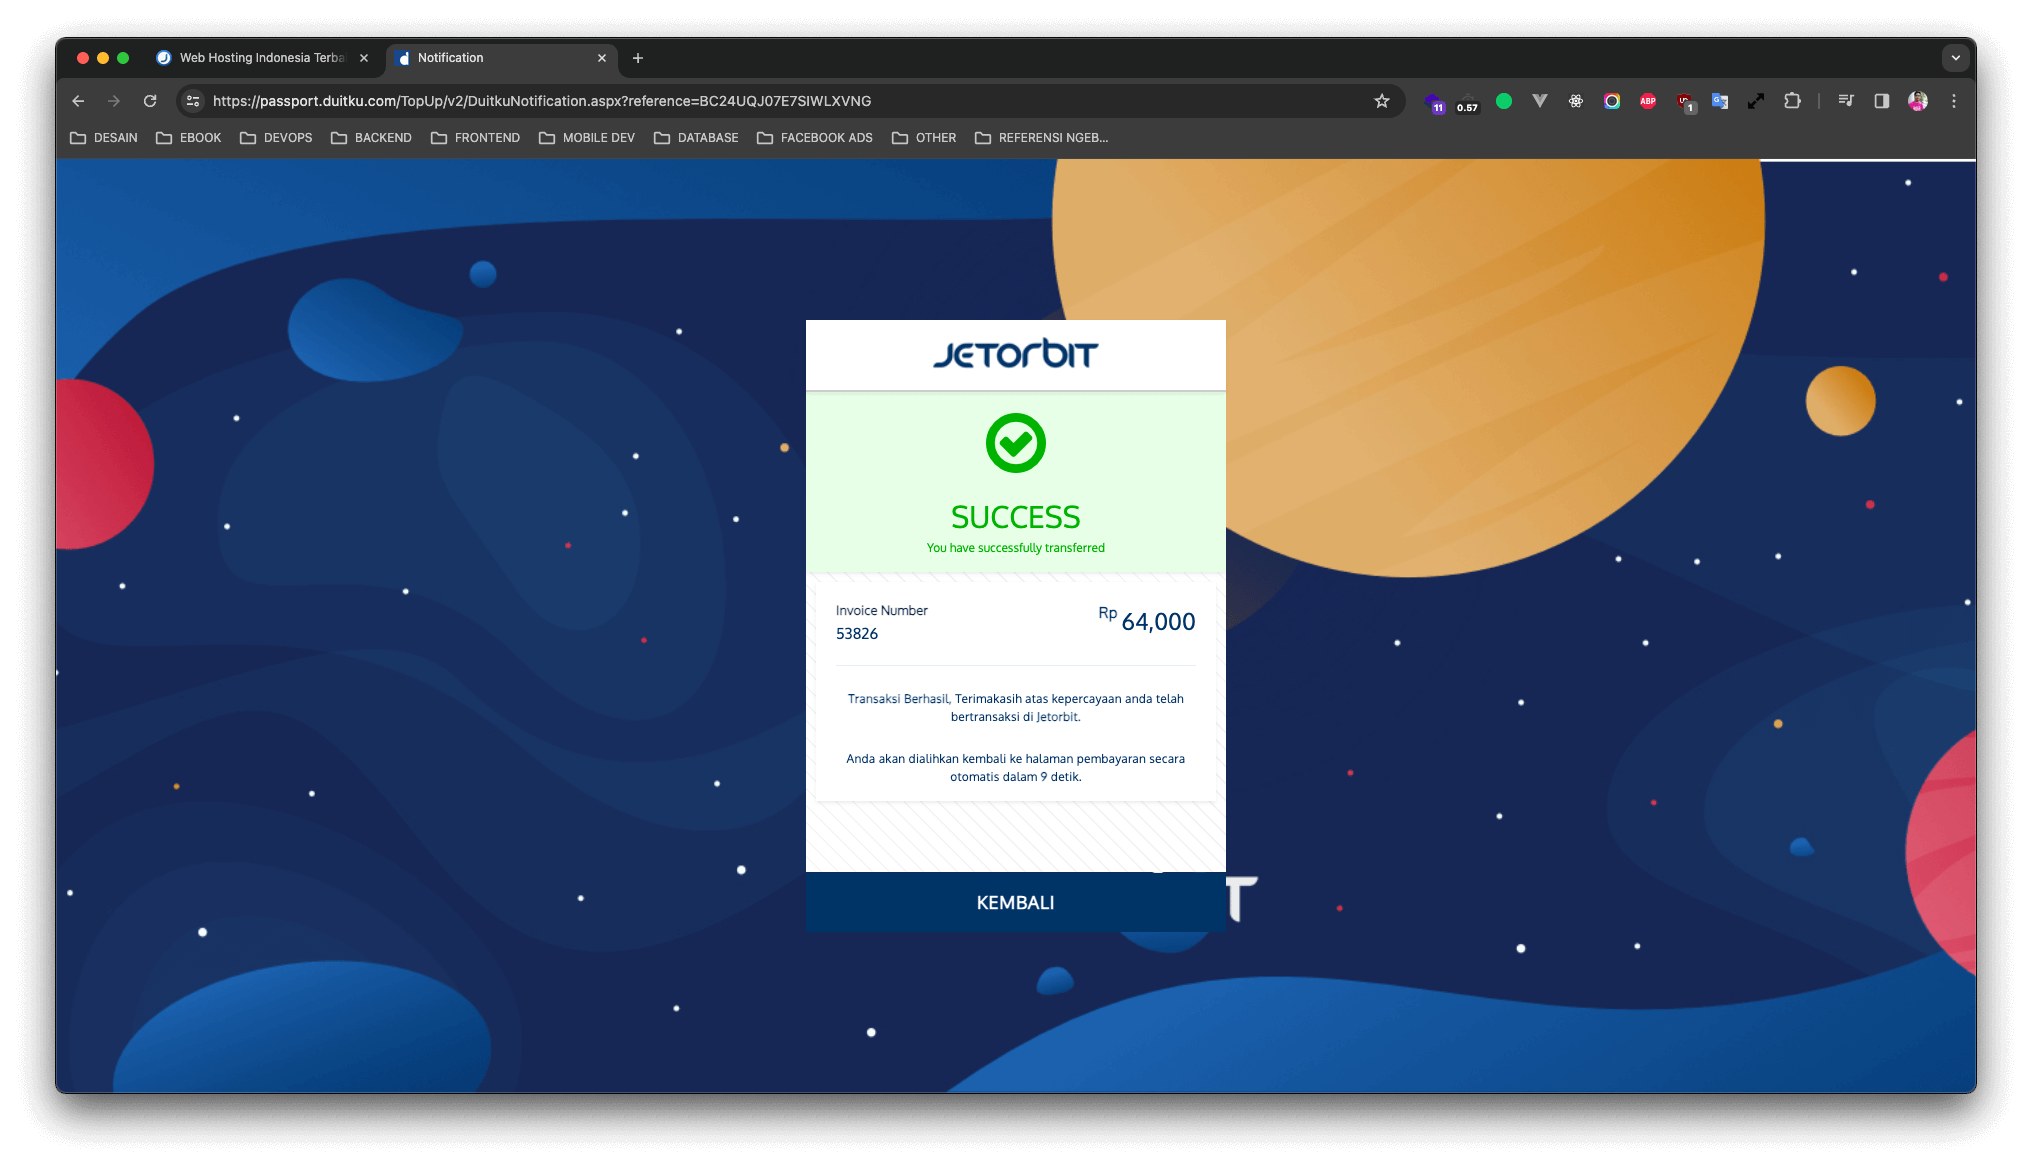 Web Hosting Indonesia Terba
Notification
https://passport.duitku.com/TopUp/v2/DuitkuNotification.aspx?reference=BC24UQJ07E7SIWLXVNG
11
0.57
ABP
1
DESAIN
EBOOK
DEVOPS
BACKEND
FRONTEND
MOBILE DEV
DATABASE
FACEBOOK ADS
OTHER
REFERENSI NGEB...
JETORBIT
SUCCESS
You have successfully transferred
Invoice Number
53826
Rp 64,000
Transaksi Berhasil, Terimakasih atas kepercayaan anda telah
bertransaksi di Jetorbit.
Anda akan dialihkan kembali ke halaman pembayaran secara
otomatis dalam 9 detik.
KEMBALI
T